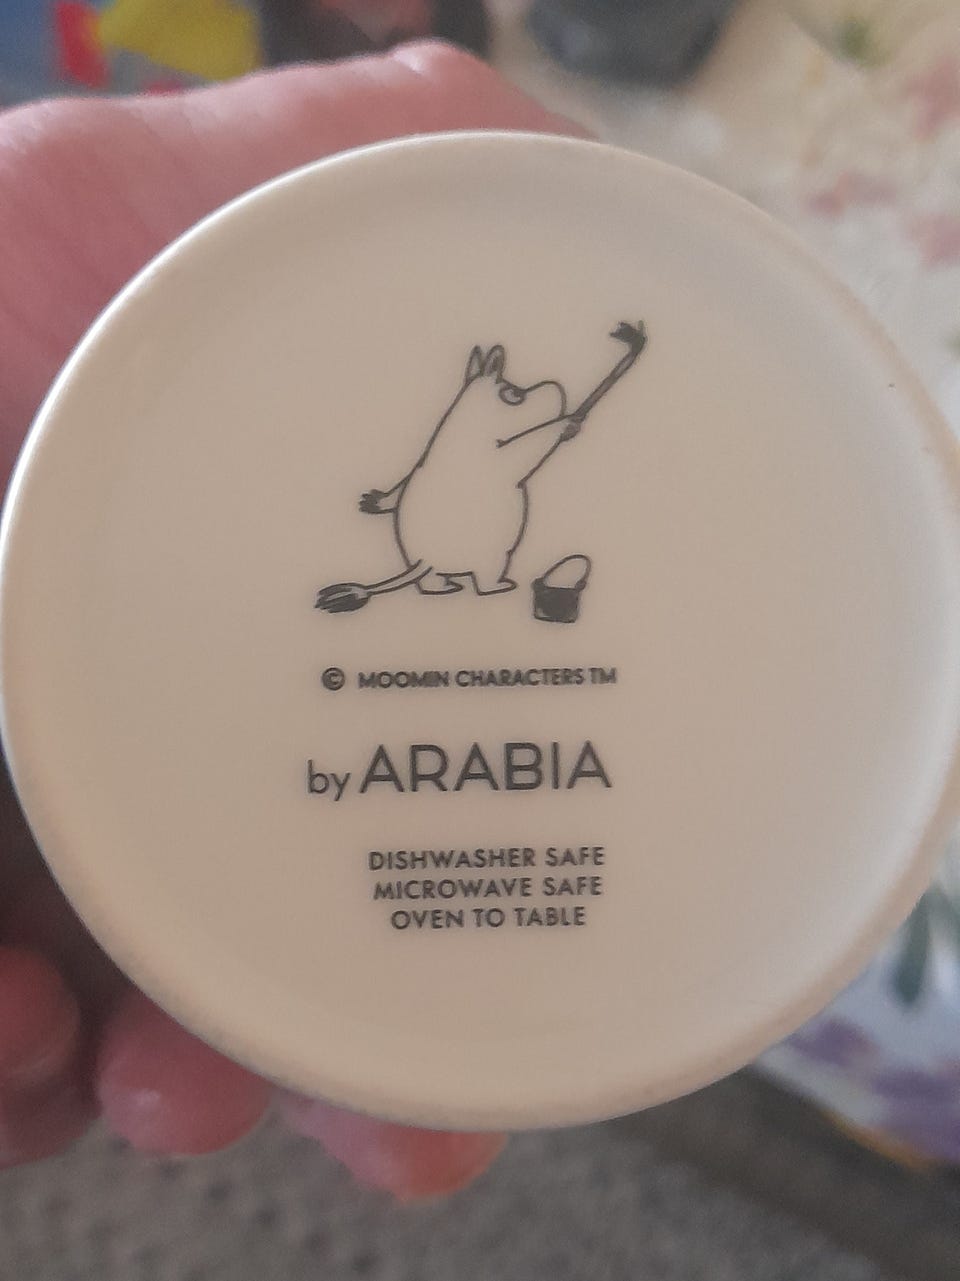 © MOOMIN CHARACTERS TM
by ARABIA
DISHWASHER SAFE
MICROWAVE SAFE
OVEN TO TABLE